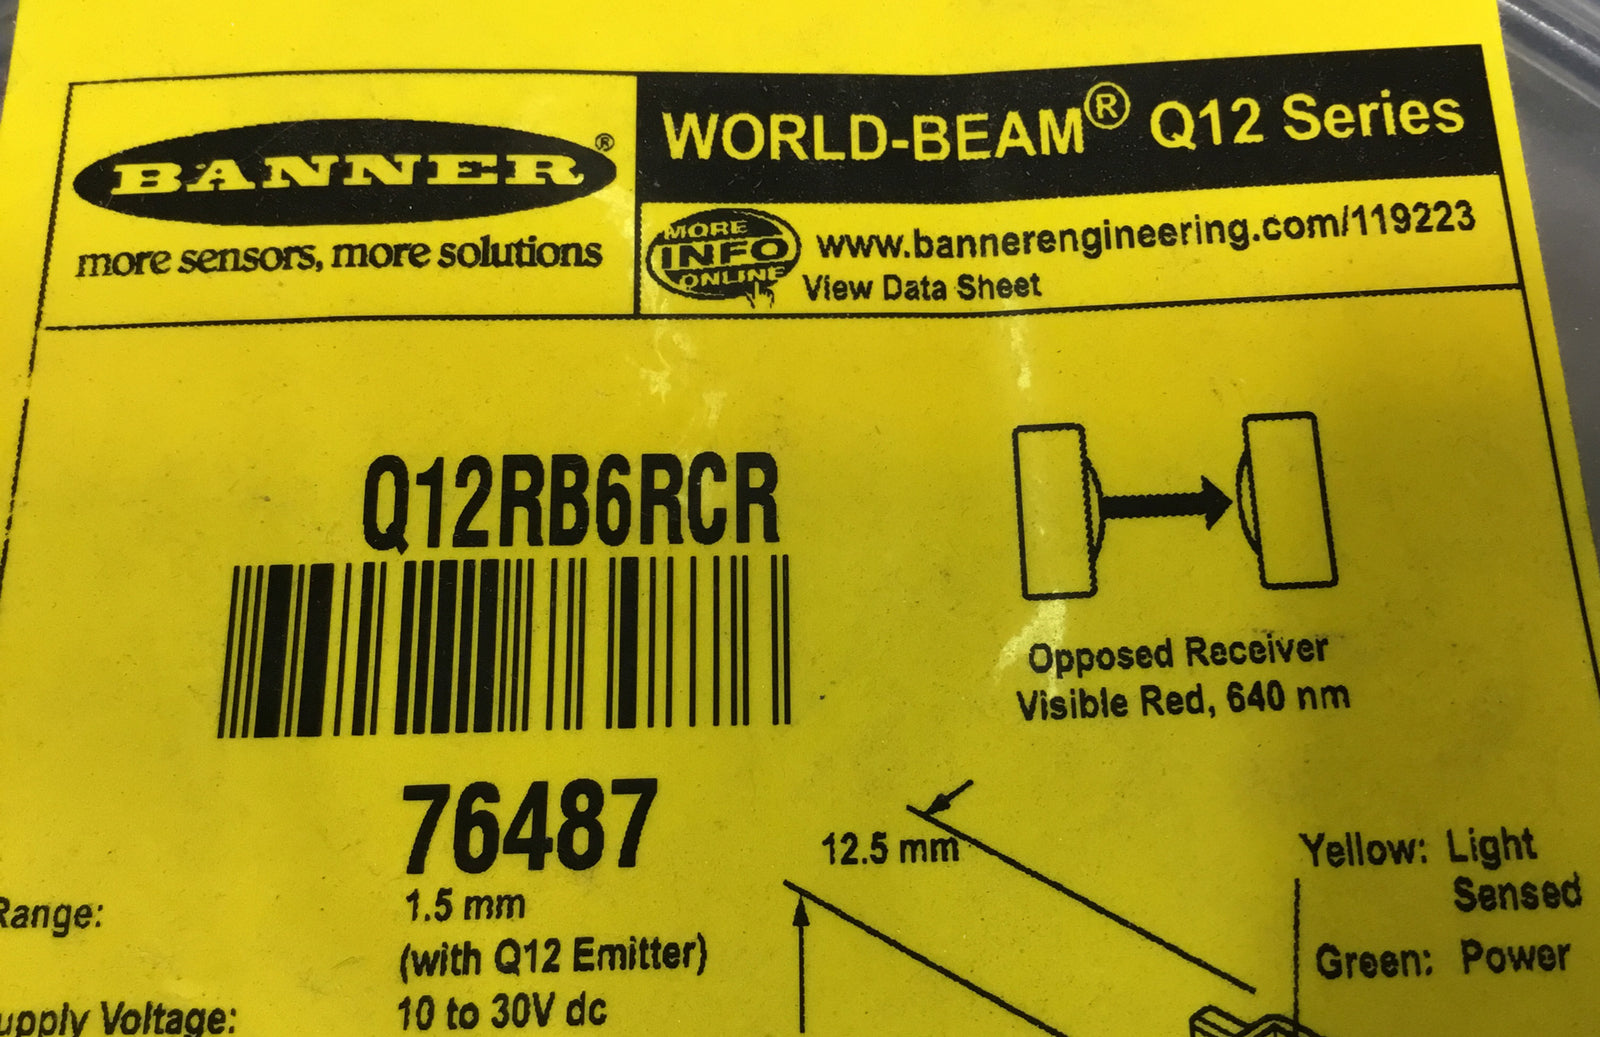 BANNER®
more sensors, more solutions
WORLD-BEAM® Q12 Series
MORE
INFO
ONLINE
www.bannerengineering.com/119223
View Data Sheet
Q12RB6RCR
Opposed Receiver
Visible Red, 640 nm
76487
12.5 mm
Yellow: Light
Sensed
Green: Power
Range: 1.5 mm
(with Q12 Emitter)
upply Voltage: 10 to 30V dc